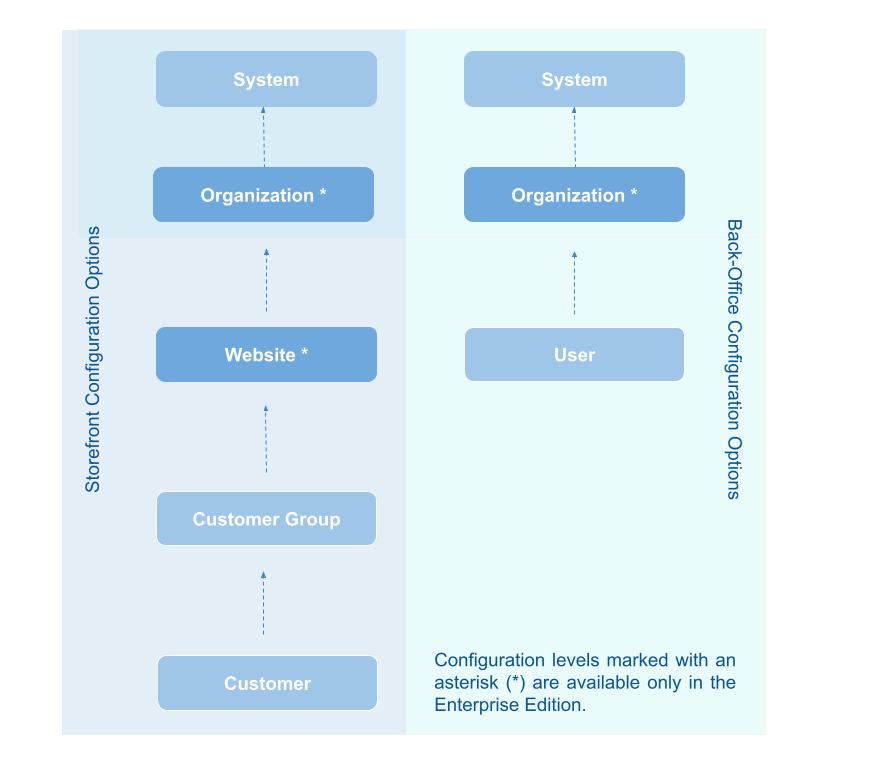 System
Organization *
Website *
Customer Group
Customer
Storefront Configuration Options
System
Organization *
User
Back-Office Configuration Options
Configuration levels marked with an
asterisk (*) are available only in the
Enterprise Edition.